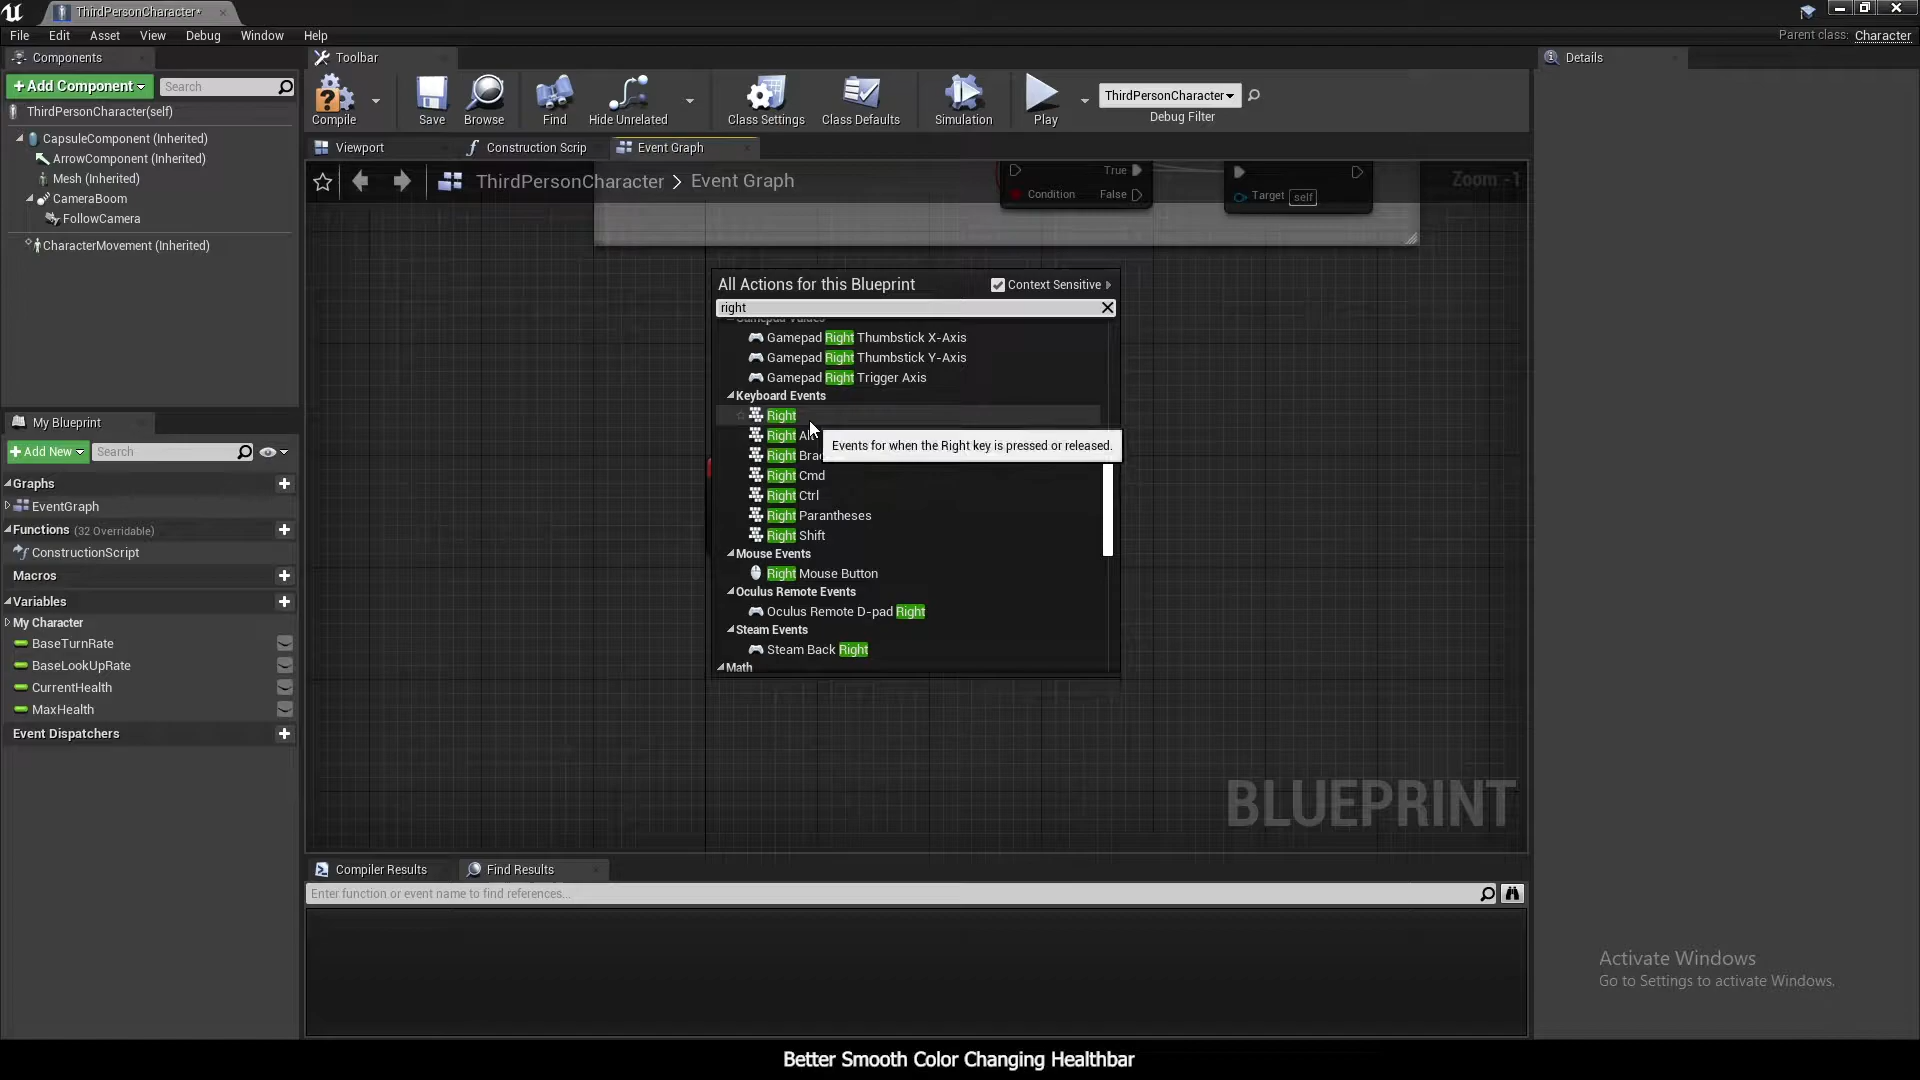 ThirdPersonCharacter*
File Edit Asset View Debug Window Help
Parent class: Character
Components
Toolbar
Details
Add Component
Search
ThirdPersonCharacter(self)
CapsuleComponent (Inherited)
ArrowComponent (Inherited)
Mesh (Inherited)
CameraBoom
FollowCamera
CharacterMovement (Inherited)
Compile
Save
Browse
Find
Hide Unrelated
Class Settings
Class Defaults
Simulation
Play
ThirdPersonCharacter
Debug Filter
Viewport
Construction Scrip
Event Graph
ThirdPersonCharacter > Event Graph
Zoom -1
True
Condition
False
Target
self
All Actions for this Blueprint
Context Sensitive
right
Gamepad Values
Gamepad Right Thumbstick X-Axis
Gamepad Right Thumbstick Y-Axis
Gamepad Right Trigger Axis
Keyboard Events
Right
Right Alt
Events for when the Right key is pressed or released.
Right Brac
Right Cmd
Right Ctrl
Right Parantheses
Right Shift
Mouse Events
Right Mouse Button
Oculus Remote Events
Oculus Remote D-pad Right
Steam Events
Steam Back Right
Math
My Blueprint
Add New
Search
Graphs
EventGraph
Functions (32 Overridable)
ConstructionScript
Macros
Variables
My Character
BaseTurnRate
BaseLookUpRate
CurrentHealth
MaxHealth
Event Dispatchers
BLUEPRINT
Compiler Results
Find Results
Enter function or event name to find references...
Activate Windows
Go to Settings to activate Windows.
Better Smooth Color Changing Healthbar